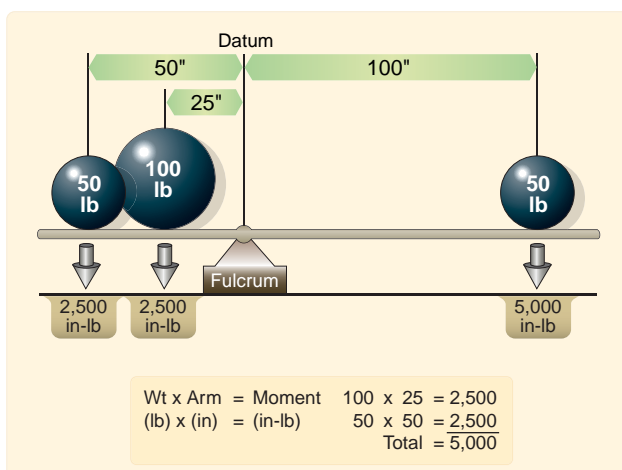 Datum
50"
100"
25"
50
lb
100
lb
50
lb
Fulcrum
2,500
in-lb
2,500
in-lb
5,000
in-lb
Wt x Arm = Moment 100 x 25 = 2,500
(lb) x (in) = (in-lb) 50 x 50 = 2,500
Total = 5,000